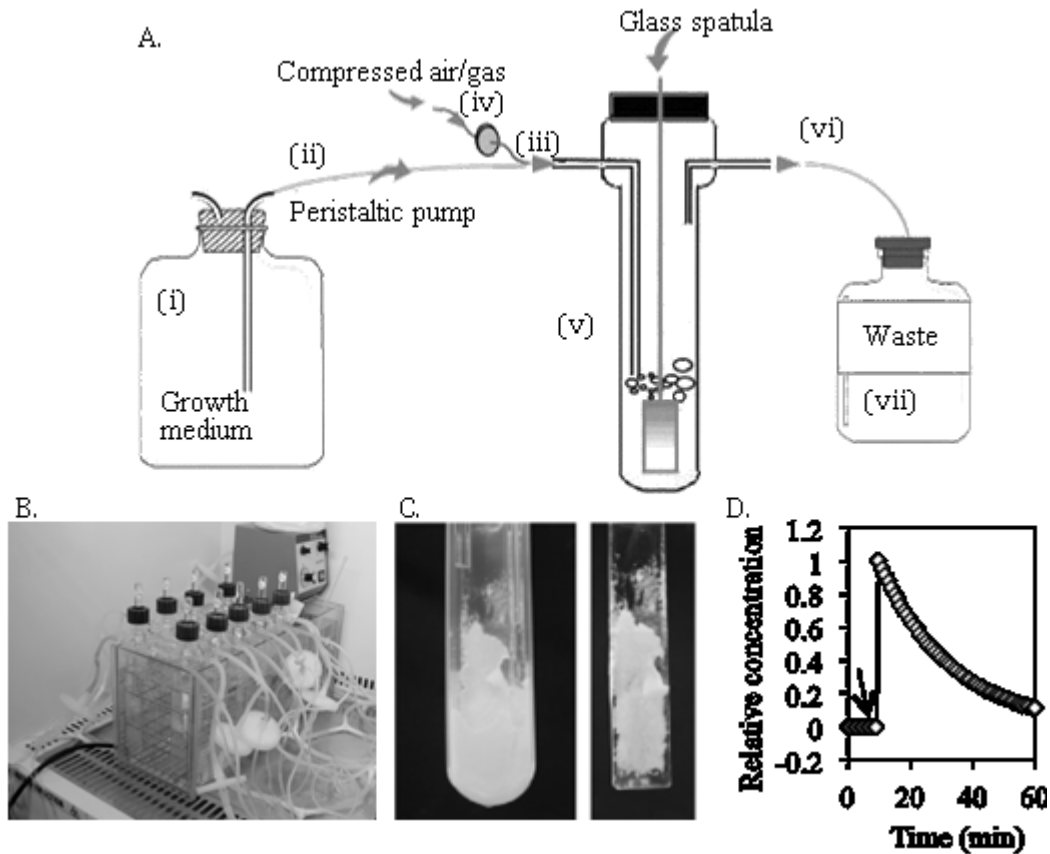 A.
Glass spatula
Compressed air/gas
(iv)
(iii)
(vi)
(ii)
Peristaltic pump
(i)
(v)
Waste
Growth
medium
(vii)
B.
C.
D.
Relative concentration
1.2
1
0.8
0.6
0.4
0.2
0
-0.2
0 20 40 60
Time (min)